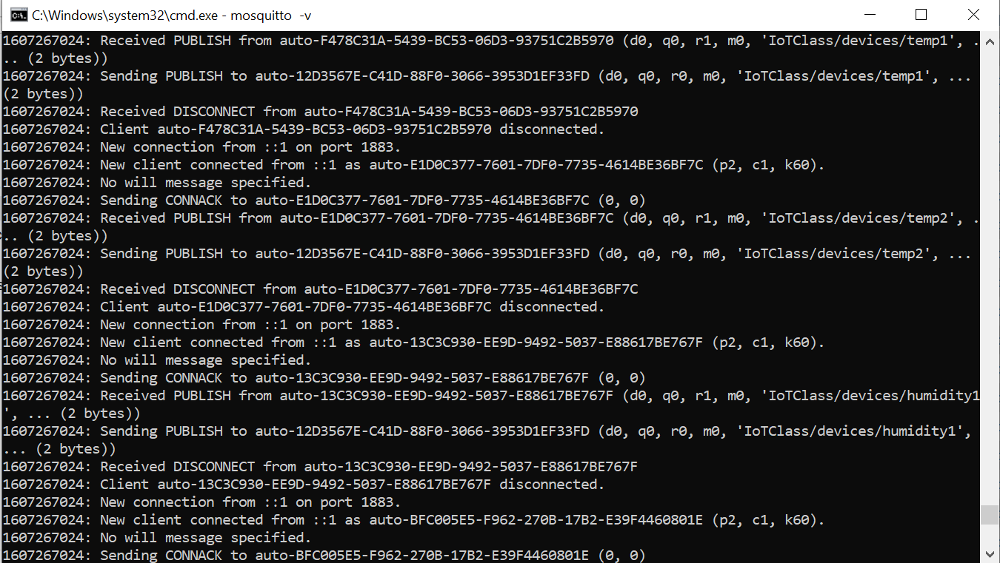 C:\Windows\system32\cmd.exe - mosquitto  -v
1607267024: Received PUBLISH from auto-F478C31A-5439-BC53-06D3-93751C2B5970 (d0, q0, r1, m0, 'IoTClass/devices/temp1', .
.. (2 bytes))
1607267024: Sending PUBLISH to auto-12D3567E-C41D-88F0-3066-3953D1EF33FD (d0, q0, r0, m0, 'IoTClass/devices/temp1', ...
(2 bytes))
1607267024: Received DISCONNECT from auto-F478C31A-5439-BC53-06D3-93751C2B5970
1607267024: Client auto-F478C31A-5439-BC53-06D3-93751C2B5970 disconnected.
1607267024: New connection from ::1 on port 1883.
1607267024: New client connected from ::1 as auto-E1D0C377-7601-7DF0-7735-4614BE36BF7C (p2, c1, k60).
1607267024: No will message specified.
1607267024: Sending CONNACK to auto-E1D0C377-7601-7DF0-7735-4614BE36BF7C (0, 0)
1607267024: Received PUBLISH from auto-E1D0C377-7601-7DF0-7735-4614BE36BF7C (d0, q0, r1, m0, 'IoTClass/devices/temp2', .
.. (2 bytes))
1607267024: Sending PUBLISH to auto-12D3567E-C41D-88F0-3066-3953D1EF33FD (d0, q0, r0, m0, 'IoTClass/devices/temp2', ...
(2 bytes))
1607267024: Received DISCONNECT from auto-E1D0C377-7601-7DF0-7735-4614BE36BF7C
1607267024: Client auto-E1D0C377-7601-7DF0-7735-4614BE36BF7C disconnected.
1607267024: New connection from ::1 on port 1883.
1607267024: New client connected from ::1 as auto-13C3C930-EE9D-9492-5037-E88617BE767F (p2, c1, k60).
1607267024: No will message specified.
1607267024: Sending CONNACK to auto-13C3C930-EE9D-9492-5037-E88617BE767F (0, 0)
1607267024: Received PUBLISH from auto-13C3C930-EE9D-9492-5037-E88617BE767F (d0, q0, r1, m0, 'IoTClass/devices/humidity1
', ... (2 bytes))
1607267024: Sending PUBLISH to auto-12D3567E-C41D-88F0-3066-3953D1EF33FD (d0, q0, r0, m0, 'IoTClass/devices/humidity1',
... (2 bytes))
1607267024: Received DISCONNECT from auto-13C3C930-EE9D-9492-5037-E88617BE767F
1607267024: Client auto-13C3C930-EE9D-9492-5037-E88617BE767F disconnected.
1607267024: New connection from ::1 on port 1883.
1607267024: New client connected from ::1 as auto-BFC005E5-F962-270B-17B2-E39F4460801E (p2, c1, k60).
1607267024: No will message specified.
1607267024: Sending CONNACK to auto-BFC005E5-F962-270B-17B2-E39F4460801E (0, 0)